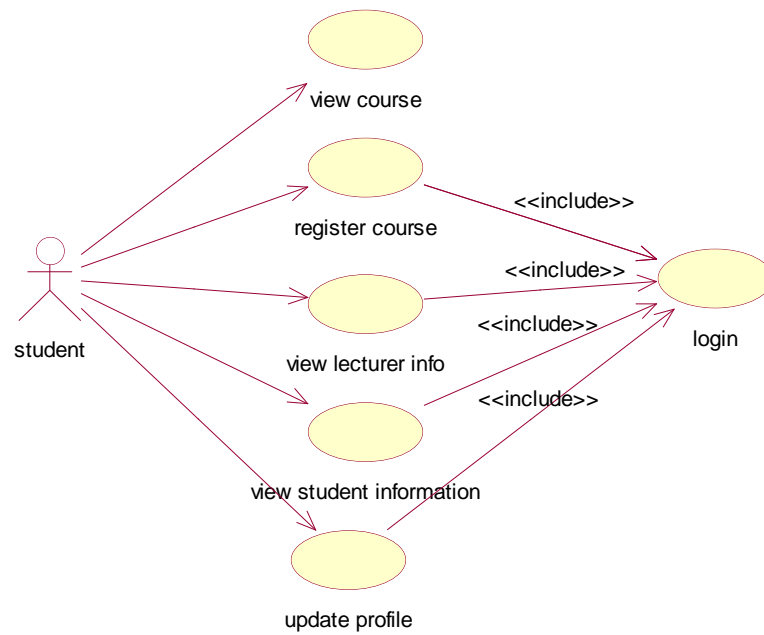 view course
register course
<<include>>
<<include>>
view lecturer info
<<include>>
login
student
<<include>>
view student information
update profile